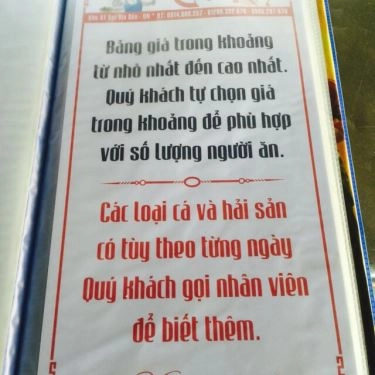 Bảng giá trong khoảng
từ nhỏ nhất đến cao nhất.
Quý khách tự chọn giá
trong khoảng để phù hợp
với số lượng người ăn.
Các loại cá và hải sản
có tùy theo từng ngày
Quý khách gọi nhân viên
để biết thêm.